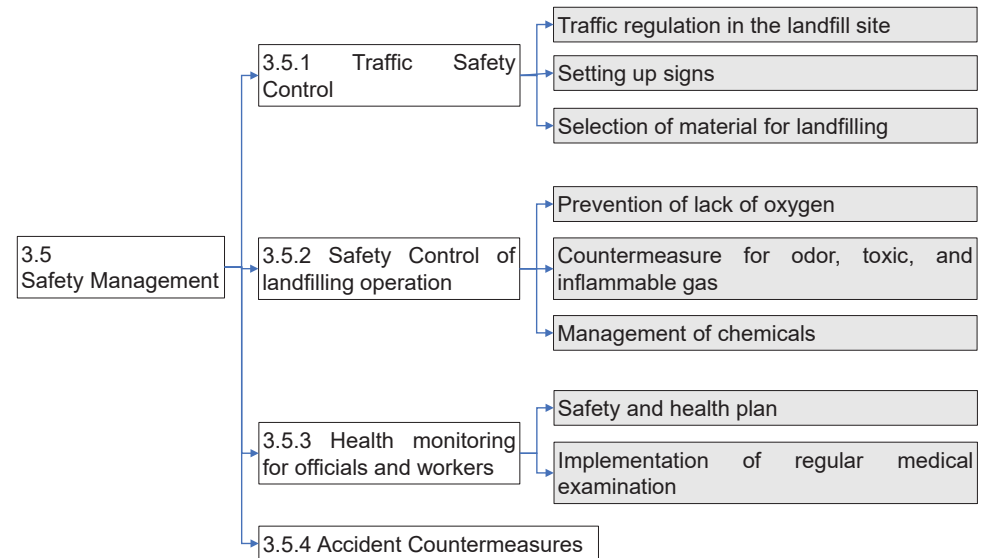 3.5
Safety Management
3.5.1 Traffic Safety
Control
Traffic regulation in the landfill site
Setting up signs
Selection of material for landfilling
3.5.2 Safety Control of
landfilling operation
Prevention of lack of oxygen
Countermeasure for odor, toxic, and
inflammable gas
Management of chemicals
3.5.3 Health monitoring
for officials and workers
Safety and health plan
Implementation of regular medical
examination
3.5.4 Accident Countermeasures